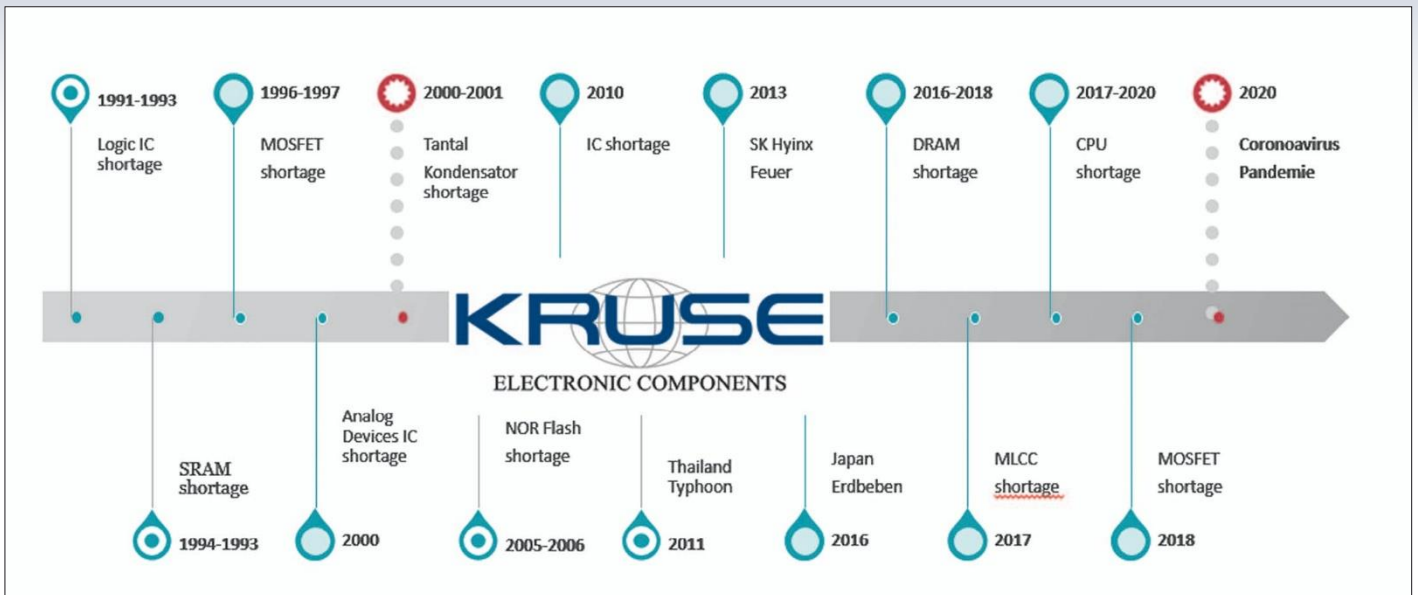 1991-1993
Logic IC
shortage
1996-1997
MOSFET
shortage
2000-2001
Tantal
Kondensator
shortage
2010
IC shortage
2013
SK Hyinx
Feuer
2016-2018
DRAM
shortage
2017-2020
CPU
shortage
2020
Coronoavirus
Pandemie
KRUSE
ELECTRONIC COMPONENTS
SRAM
shortage
1994-1993
Analog
Devices IC
shortage
2000
NOR Flash
shortage
2005-2006
Thailand
Typhoon
2011
Japan
Erdbeben
2016
MLCC
shortage
2017
MOSFET
shortage
2018